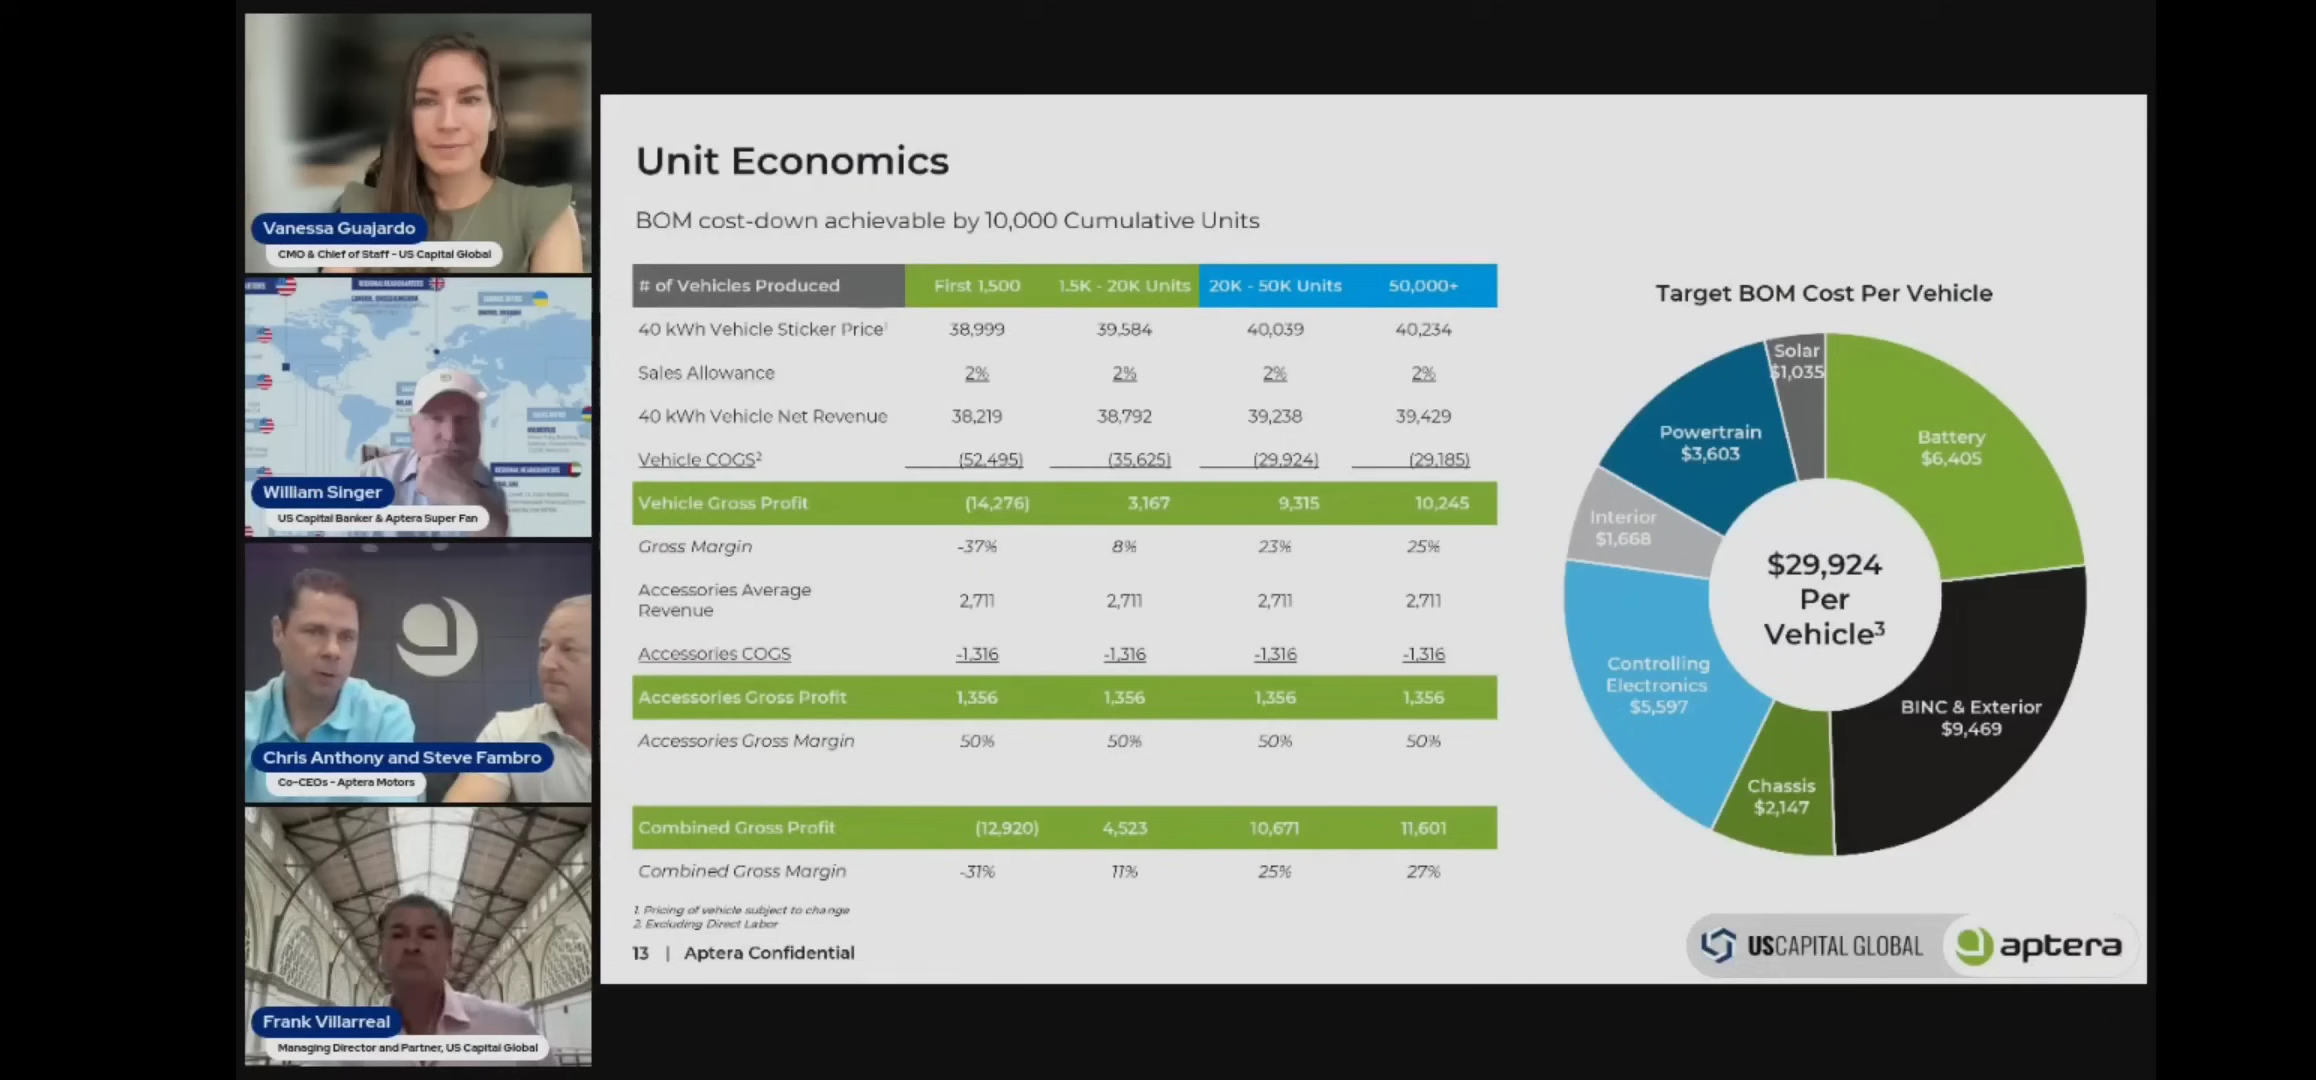 Vanessa Guajardo
CMO & Chief of Staff - US Capital Global
REGIONAL HEADQUARTERS
William Singer
US Capital Banker & Aptera Super Fan
Chris Anthony and Steve Fambro
Co-CEOs - Aptera Motors
Frank Villarreal
Managing Director and Partner, US Capital Global
Unit Economics
BOM cost-down achievable by 10,000 Cumulative Units
# of Vehicles Produced First 1,500 1.5K - 20K Units 20K - 50K Units 50,000+
40 kWh Vehicle Sticker Price¹ 38,999 39,584 40,039 40,234
Sales Allowance 2% 2% 2% 2%
40 kWh Vehicle Net Revenue 38,219 38,792 39,238 39,429
Vehicle COGS² (52,495) (35,625) (29,924) (29,185)
Vehicle Gross Profit (14,276) 3,167 9,315 10,245
Gross Margin -37% 8% 23% 25%
Accessories Average
Revenue 2,711 2,711 2,711 2,711
Accessories COGS -1,316 -1,316 -1,316 -1,316
Accessories Gross Profit 1,356 1,356 1,356 1,356
Accessories Gross Margin 50% 50% 50% 50%
Combined Gross Profit (12,920) 4,523 10,671 11,601
Combined Gross Margin -31% 11% 25% 27%
1. Pricing of vehicle subject to change
2. Excluding Direct Labor
13 | Aptera Confidential
Target BOM Cost Per Vehicle
Solar
$1,035
Battery
$6,405
Powertrain
$3,603
Interior
$1,668
$29,924
Per
Vehicle³
Controlling
Electronics
$5,597
BINC & Exterior
$9,469
Chassis
$2,147
USCAPITAL GLOBAL
aptera